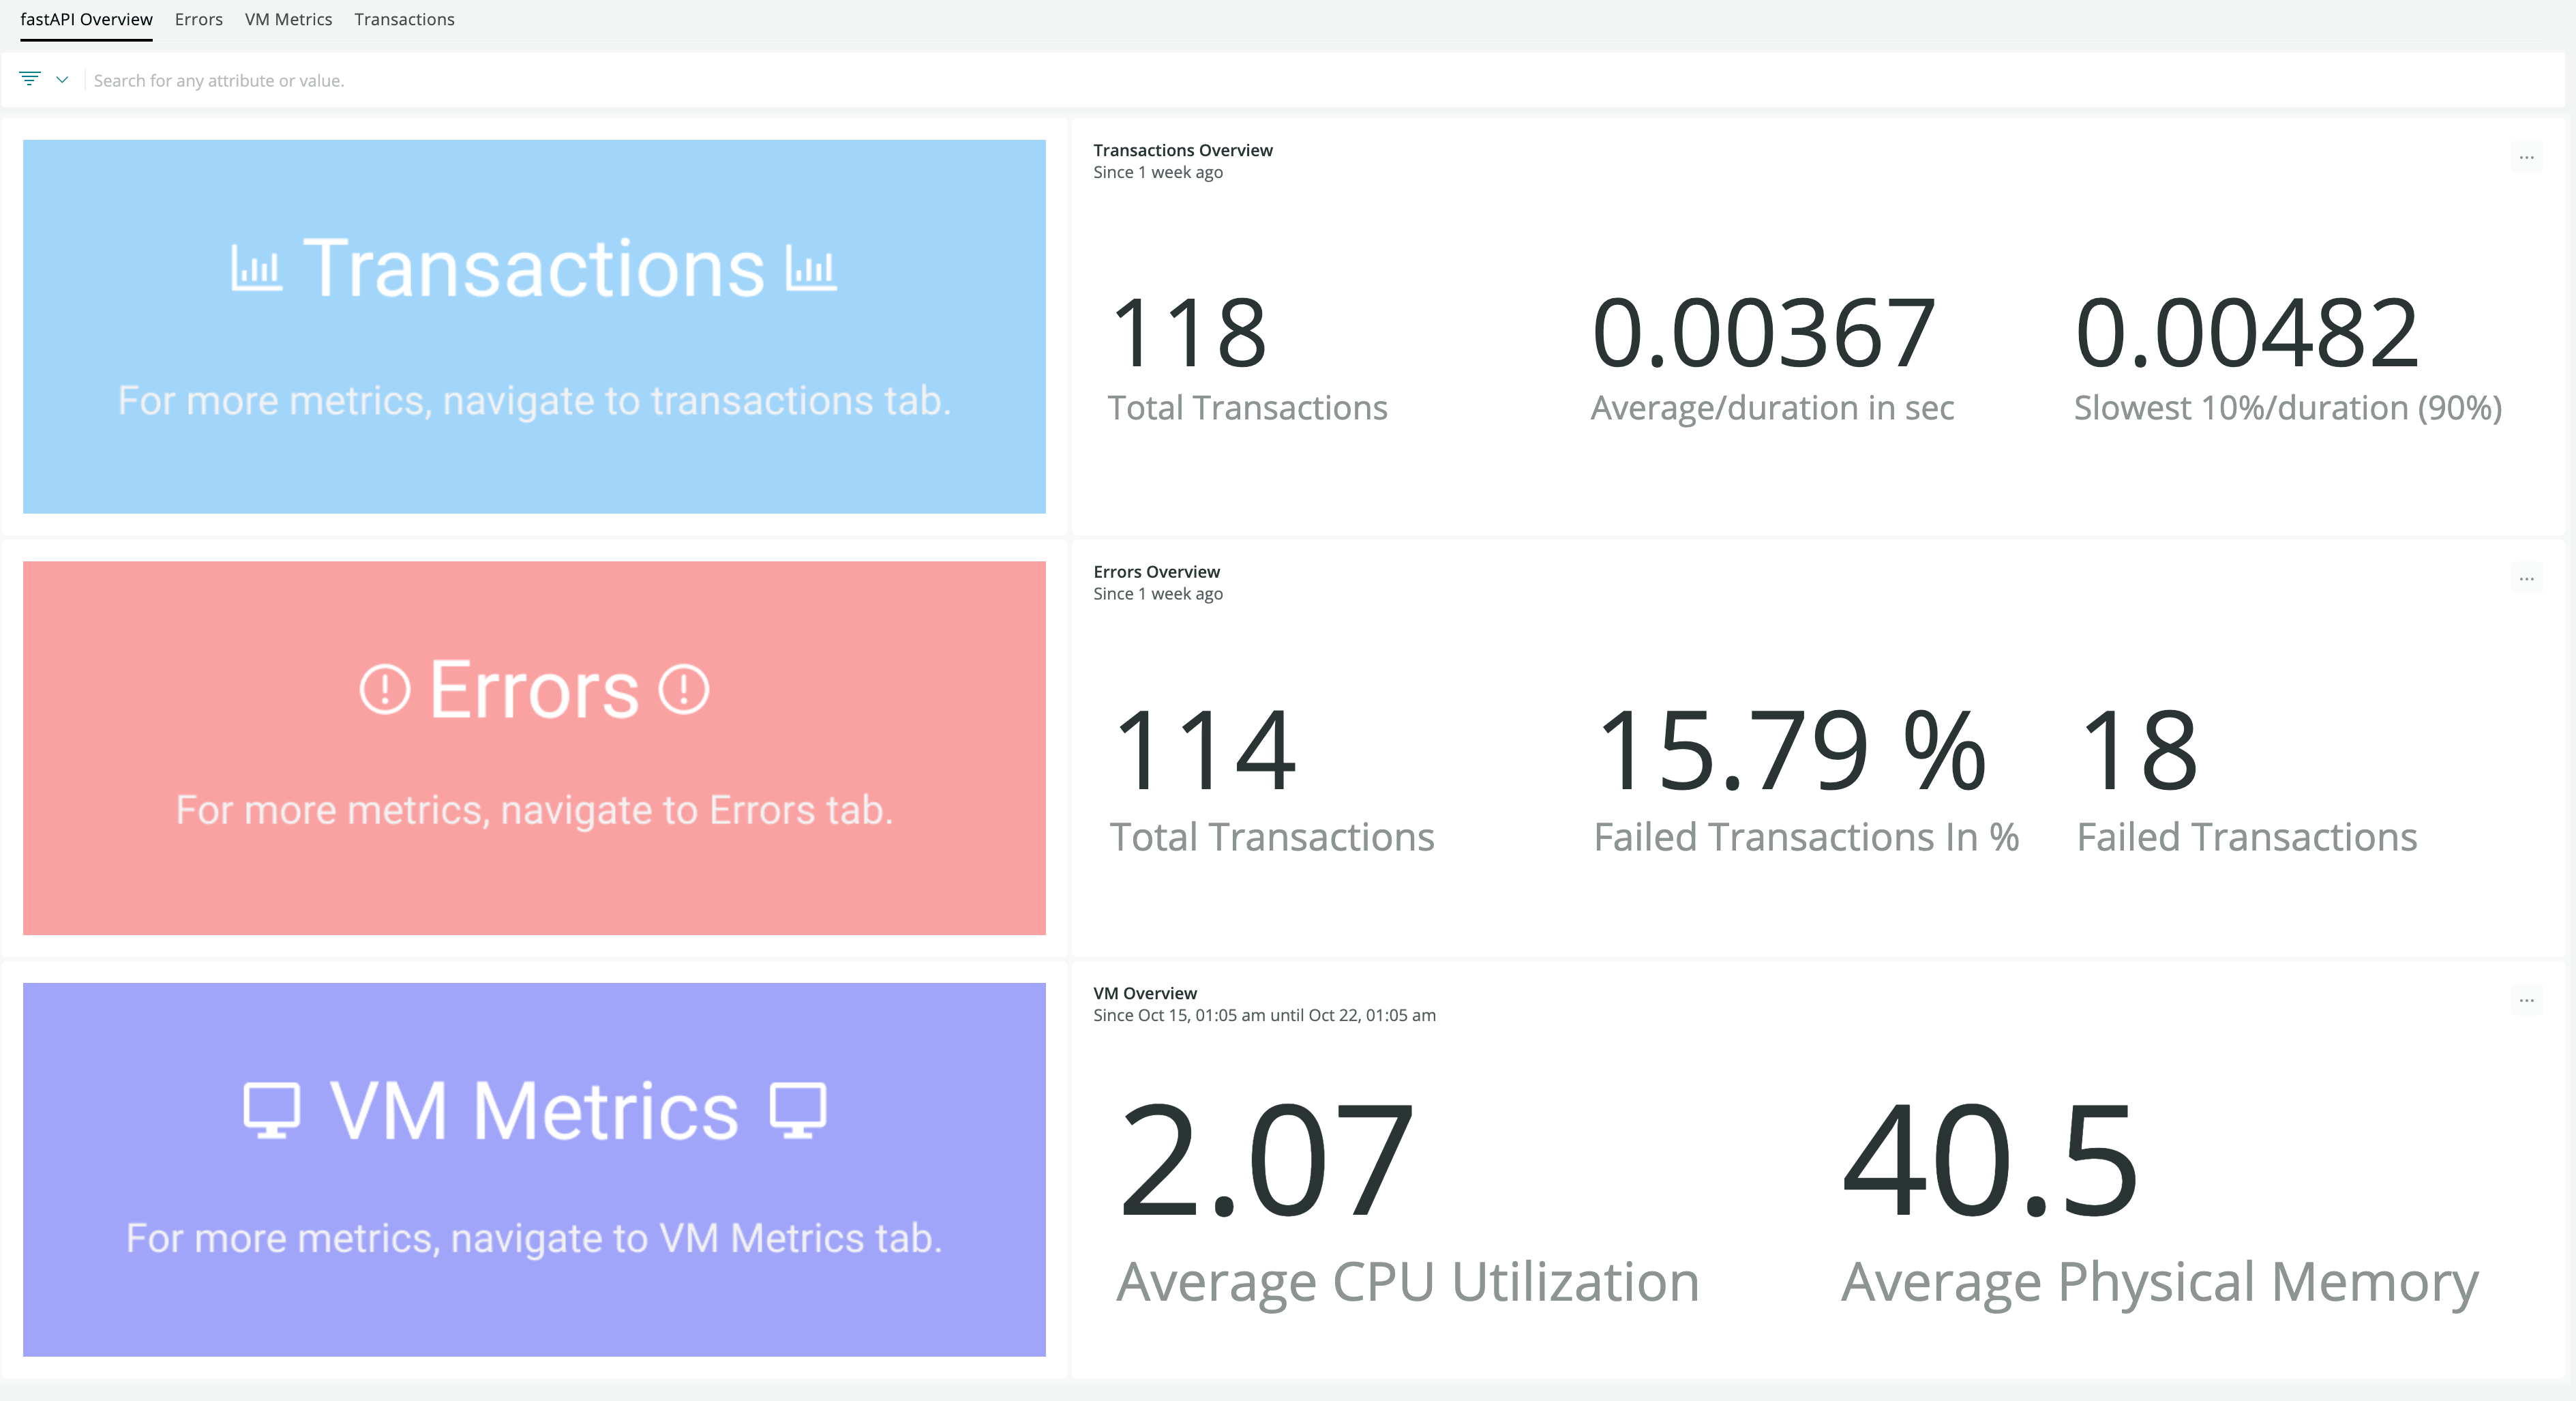 fastAPI Overview Errors VM Metrics Transactions
Search for any attribute or value.
Transactions
For more metrics, navigate to transactions tab.
Transactions Overview
Since 1 week ago
...
118 0.00367 0.00482
Total Transactions Average/duration in sec Slowest 10%/duration (90%)
Errors
For more metrics, navigate to Errors tab.
Errors Overview
Since 1 week ago
...
114 15.79 % 18
Total Transactions Failed Transactions In % Failed Transactions
VM Metrics
For more metrics, navigate to VM Metrics tab.
VM Overview
Since Oct 15, 01:05 am until Oct 22, 01:05 am
...
2.07 40.5
Average CPU Utilization Average Physical Memory